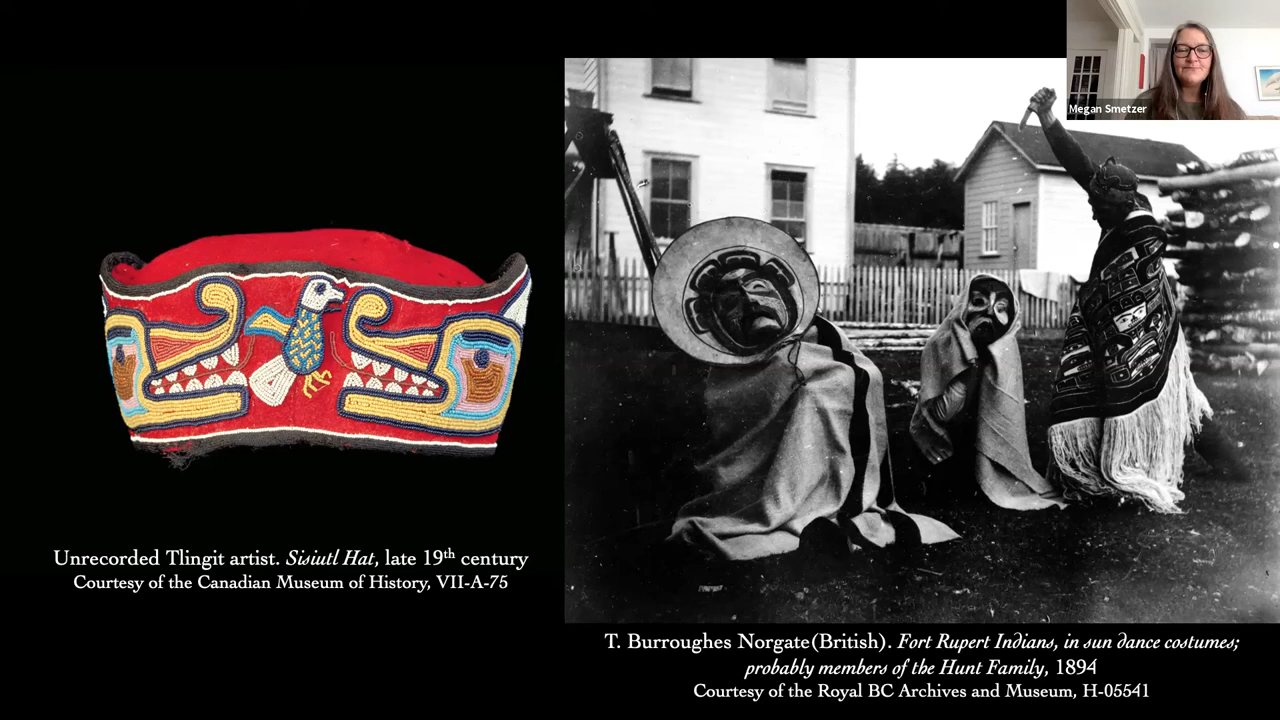 Megan Smetzer
Unrecorded Tlingit artist. Sisiutl Hat, late 19th century
Courtesy of the Canadian Museum of History, VII-A-75
T. Burroughes Norgate(British). Fort Rupert Indians, in sun dance costumes;
probably members of the Hunt Family, 1894
Courtesy of the Royal BC Archives and Museum, H-05541